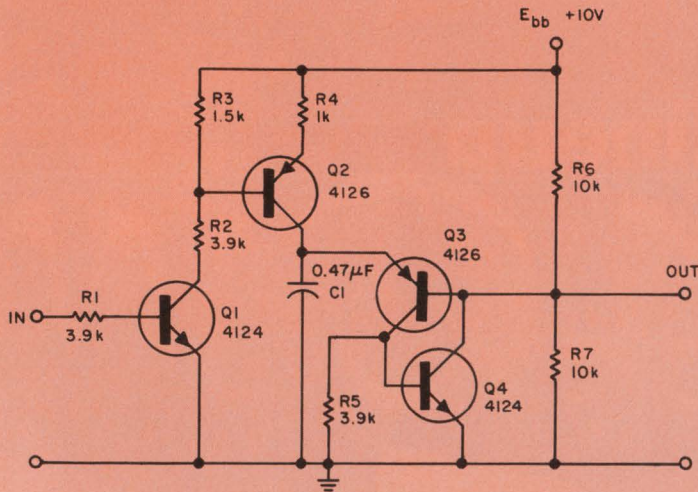 E_bb +10V
R3
1.5k
R4
1k
Q2
4126
R6
10k
R2
3.9k
Q3
4126
0.47µF
C1
OUT
IN
R1
3.9k
Q1
4124
R7
10k
R5
3.9k
Q4
4124